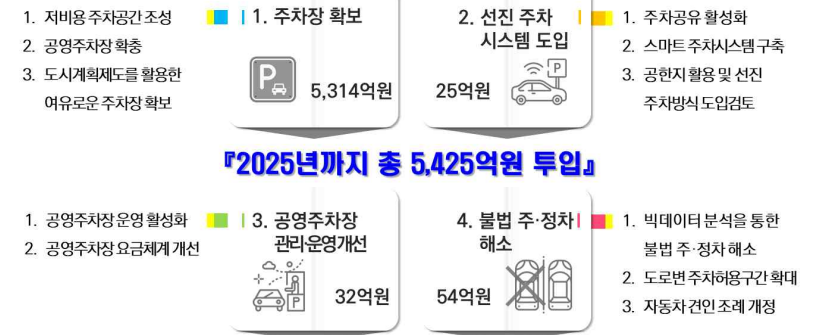 1. 저비용 주차공간 조성
2. 공영주차장 확충
3. 도시계획제도를 활용한
여유로운 주차장 확보
1. 주차장 확보
P
5,314억원
2. 선진 주차
시스템 도입
P
25억원
1. 주차공유 활성화
2. 스마트 주차시스템 구축
3. 공한지 활용 및 선진
주차방식 도입검토
『2025년까지 총 5,425억원 투입』
1. 공영주차장 운영 활성화
2. 공영주차장 요금체계 개선
3. 공영주차장
관리·운영개선
P
32억원
4. 불법 주·정차
해소
54억원
1. 빅데이터 분석을 통한
불법 주·정차 해소
2. 도로변 주차허용구간 확대
3. 자동차 견인 조례 개정